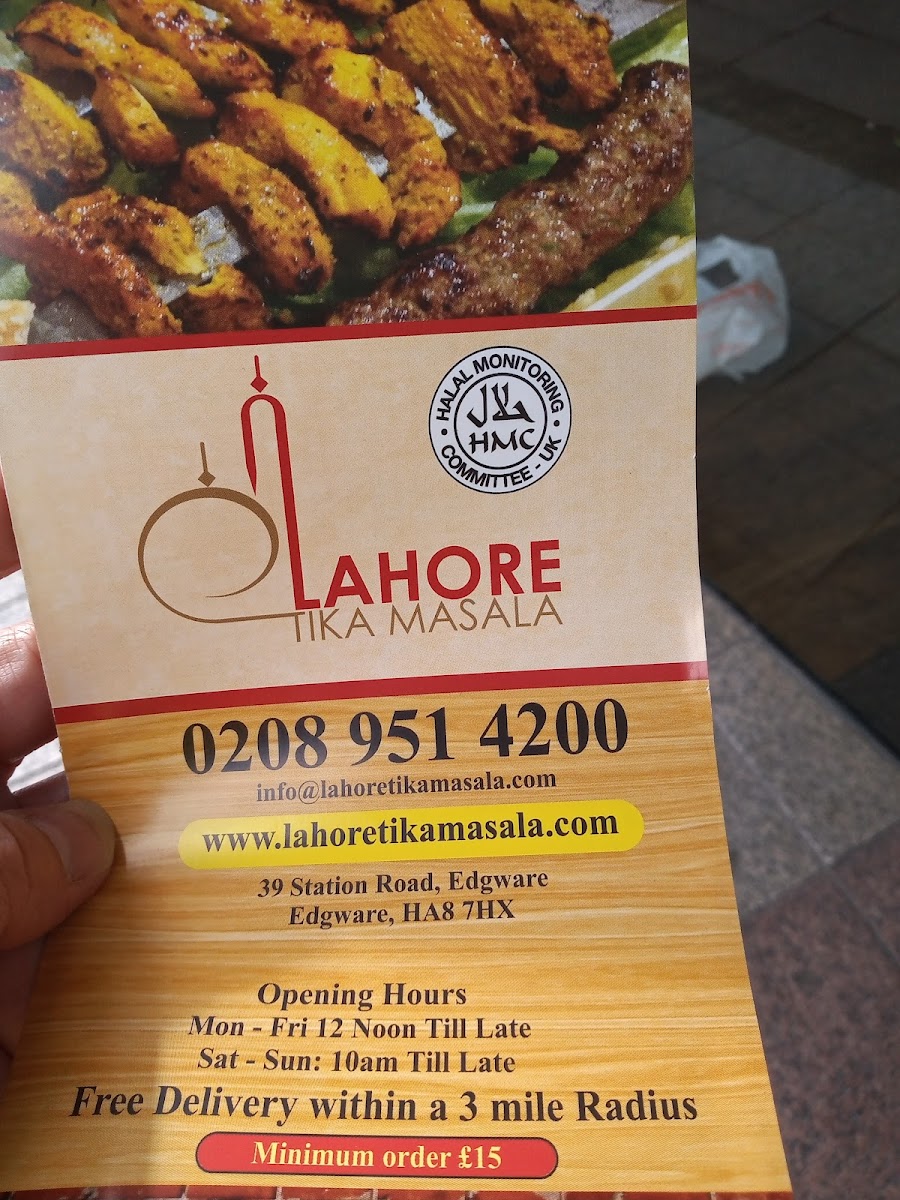 HALAL MONITORING
حلال
HMC
COMMITTEE - UK
LAHORE
TIKA MASALA
0208 951 4200
info@lahoretikamasala.com
www.lahoretikamasala.com
39 Station Road, Edgware
Edgware, HA8 7HX
Opening Hours
Mon - Fri 12 Noon Till Late
Sat - Sun: 10am Till Late
Free Delivery within a 3 mile Radius
Minimum order £15